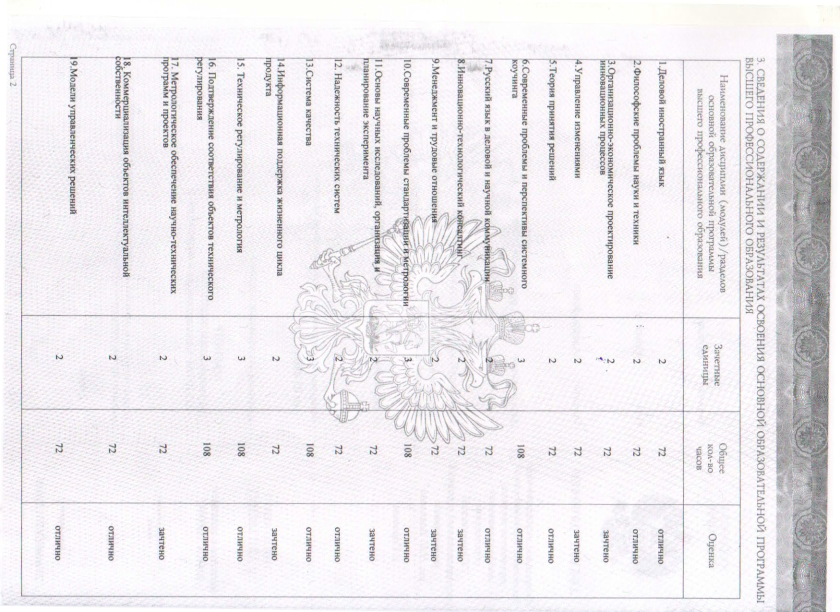 3. СВЕДЕНИЯ О СОДЕРЖАНИИ И РЕЗУЛЬТАТАХ ОСВОЕНИЯ ОСНОВНОЙ ОБРАЗОВАТЕЛЬНОЙ ПРОГРАММЫ
ВЫСШЕГО ПРОФЕССИОНАЛЬНОГО ОБРАЗОВАНИЯ
Наименование дисциплин (модулей)/разделов
основной образовательной программы
высшего профессионального образования
Зачетные
единицы
Общее
кол-во
часов
Оценка
1.Деловой иностранный язык 2 72 отлично
2.Философские проблемы науки и техники 2 72 отлично
3.Организационно-экономическое проектирование
инновационных процессов 2 72 зачтено
4.Управление изменениями 2 72 зачтено
5.Теория принятия решений 2 72 отлично
6.Современные проблемы и перспективы системного
коучинга 3 108 отлично
7.Русский язык в деловой и научной коммуникации 2 72 отлично
8.Инновационно-технологический консалтинг 2 72 зачтено
9.Менеджмент и трудовые отношения 2 72 зачтено
10.Современные проблемы стандартизации и метрологии 3 108 отлично
11.Основы научных исследований, организация и
планирование эксперимента 2 72 зачтено
12. Надежность технических систем 2 72 отлично
13.Система качества 3 108 отлично
14.Информационная поддержка жизненного цикла
продукта 2 72 зачтено
15. Техническое регулирование и метрология 3 108 отлично
16. Подтверждение соответствия объектов технического
регулирования 3 108 отлично
17. Метрологическое обеспечение научно-технических
программ и проектов 2 72 зачтено
18. Коммерциализация объектов интеллектуальной
собственности 2 72 отлично
19.Модели управленческих решений 2 72 отлично
Страница 2